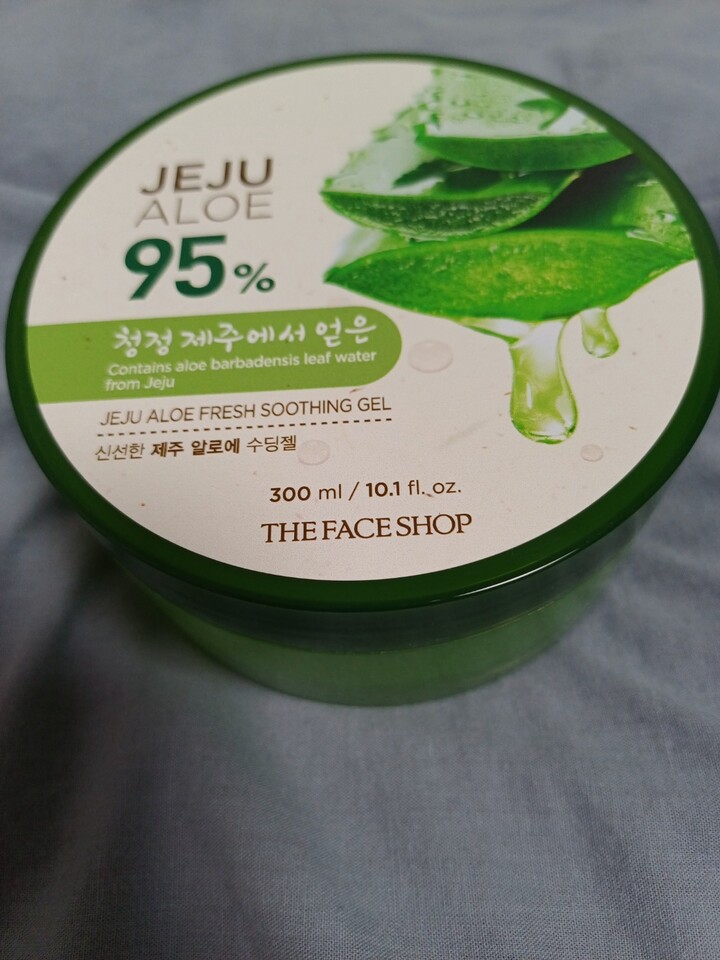 JEJU
ALOE
95%
청정 제주에서 얻은
Contains aloe barbadensis leaf water
from Jeju
JEJU ALOE FRESH SOOTHING GEL
신선한 제주 알로에 수딩젤
300 ml / 10.1 fl. oz.
THE FACE SHOP